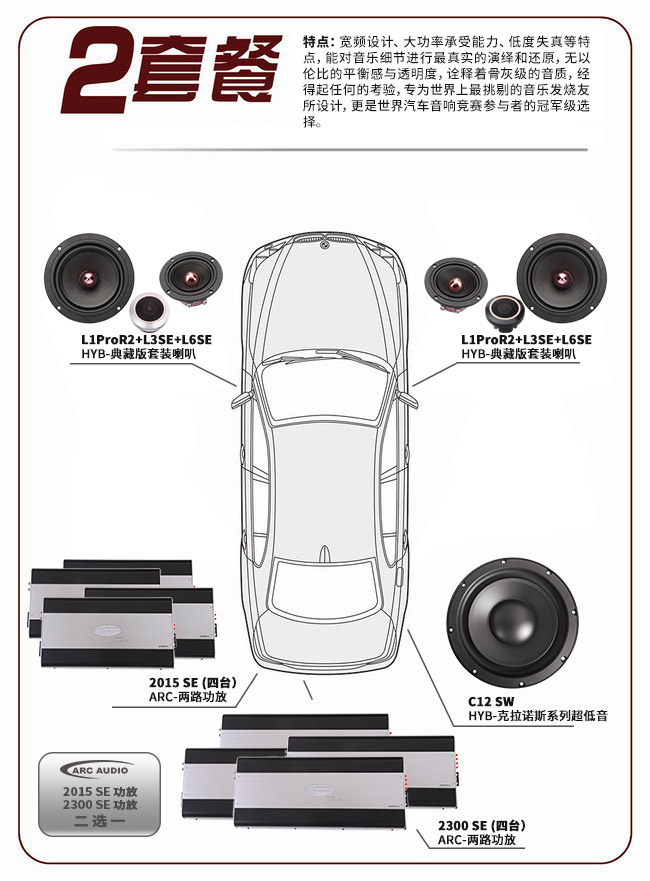 2套餐
特点：宽频设计、大功率承受能力、低度失真等特
点，能对音乐细节进行最真实的演绎和还原，无以
伦比的平衡感与透明度，诠释着骨灰级的音质，经
得起任何的考验，专为世界上最挑剔的音乐发烧友
所设计，更是世界汽车音响竞赛参与者的冠军级选
择。
L1ProR2+L3SE+L6SE
HYB-典藏版套装喇叭
L1ProR2+L3SE+L6SE
HYB-典藏版套装喇叭
2015 SE (四台）
ARC-两路功放
C12 SW
HYB-克拉诺斯系列超低音
ARC AUDIO
2015 SE 功放
2300 SE 功放
二选一
2300 SE (四台）
ARC-两路功放